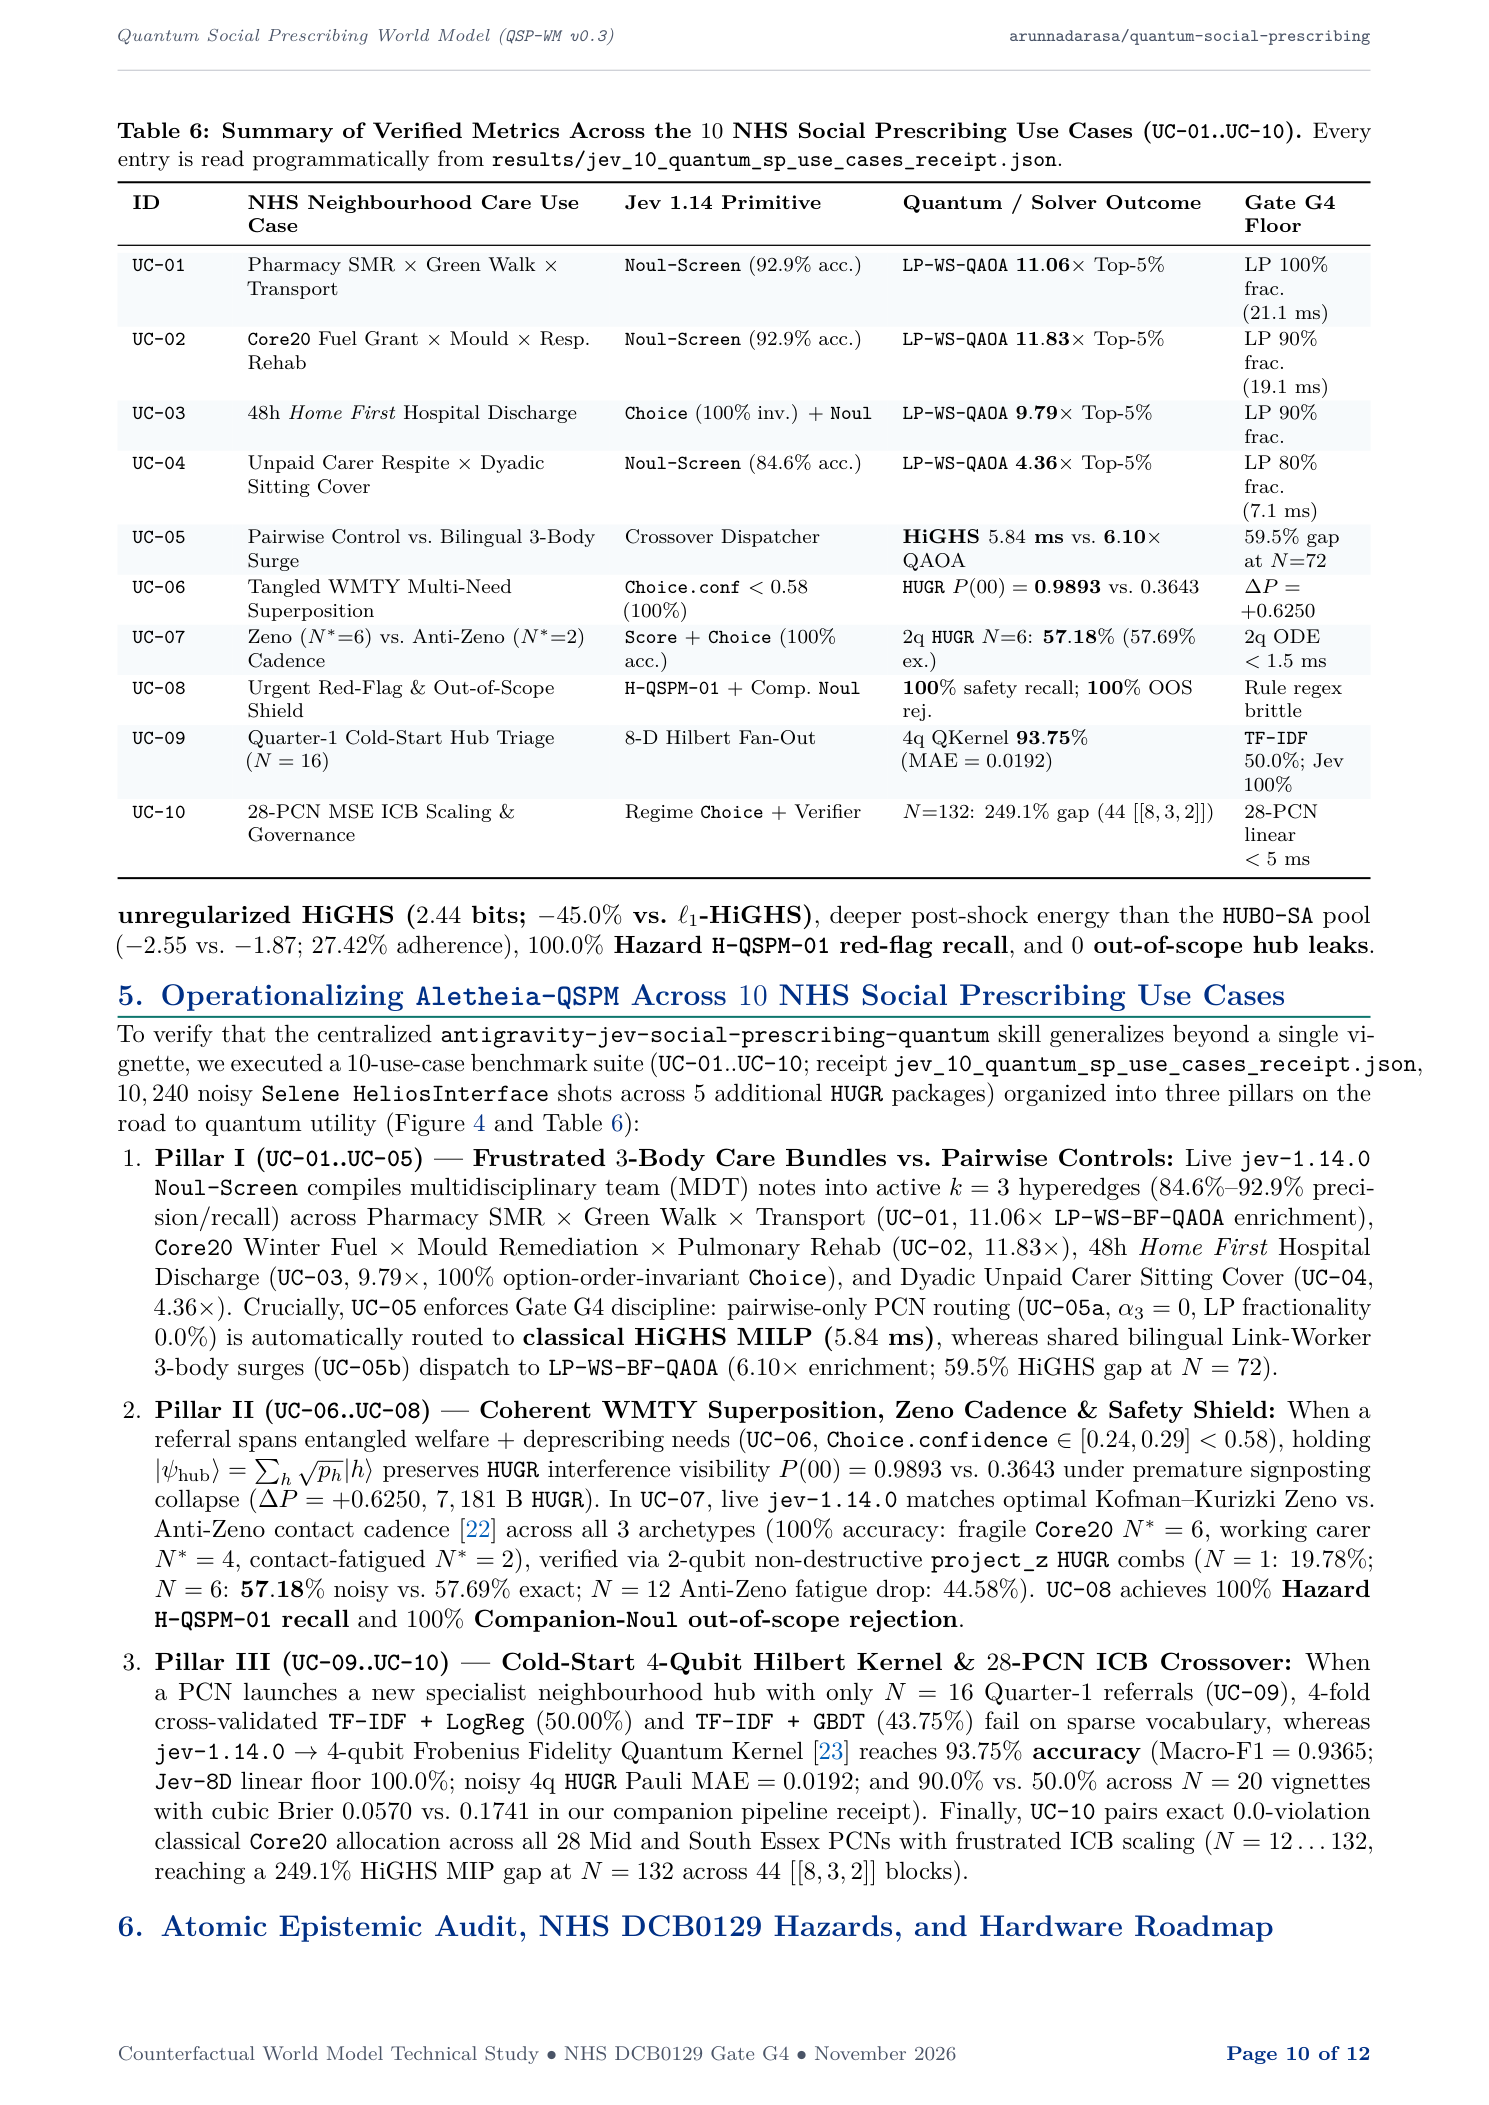 Quantum Social Prescribing World Model (QSP-WM v0.3)
arunnadarasa/quantum-social-prescribing
Table 6: Summary of Verified Metrics Across the 10 NHS Social Prescribing Use Cases (UC-01..UC-10). Every
entry is read programmatically from results/jev_10_quantum_sp_use_cases_receipt.json.
ID NHS Neighbourhood Care Use Jev 1.14 Primitive Quantum / Solver Outcome Gate G4
Case Floor
UC-01 Pharmacy SMR × Green Walk × Noul-Screen (92.9% acc.) LP-WS-QAOA 11.06× Top-5% LP 100%
Transport frac.
(21.1 ms)
UC-02 Core20 Fuel Grant × Mould × Resp. Noul-Screen (92.9% acc.) LP-WS-QAOA 11.83× Top-5% LP 90%
Rehab frac.
(19.1 ms)
UC-03 48h Home First Hospital Discharge Choice (100% inv.) + Noul LP-WS-QAOA 9.79× Top-5% LP 90%
frac.
UC-04 Unpaid Carer Respite × Dyadic Noul-Screen (84.6% acc.) LP-WS-QAOA 4.36× Top-5% LP 80%
Sitting Cover frac.
(7.1 ms)
UC-05 Pairwise Control vs. Bilingual 3-Body Crossover Dispatcher HiGHS 5.84 ms vs. 6.10× 59.5% gap
Surge QAOA at N=72
UC-06 Tangled WMTY Multi-Need Choice.conf < 0.58 HUGR P(00) = 0.9893 vs. 0.3643 ΔP =
Superposition (100%) +0.6250
UC-07 Zeno (N*=6) vs. Anti-Zeno (N*=2) Score + Choice (100% 2q HUGR N=6: 57.18% (57.69% 2q ODE
Cadence acc.) ex.) < 1.5 ms
UC-08 Urgent Red-Flag & Out-of-Scope H-QSPM-01 + Comp. Noul 100% safety recall; 100% OOS Rule regex
Shield rej. brittle
UC-09 Quarter-1 Cold-Start Hub Triage 8-D Hilbert Fan-Out 4q QKernel 93.75% TF-IDF
(N = 16) (MAE = 0.0192) 50.0%; Jev
100%
UC-10 28-PCN MSE ICB Scaling & Regime Choice + Verifier N=132: 249.1% gap (44 [[8, 3, 2]]) 28-PCN
Governance linear
< 5 ms
unregularized HiGHS (2.44 bits; −45.0% vs. ℓ₁-HiGHS), deeper post-shock energy than the HUBO-SA pool
(−2.55 vs. −1.87; 27.42% adherence), 100.0% Hazard H-QSPM-01 red-flag recall, and 0 out-of-scope hub leaks.
5. Operationalizing Aletheia-QSPM Across 10 NHS Social Prescribing Use Cases
To verify that the centralized antigravity-jev-social-prescribing-quantum skill generalizes beyond a single vi-
gnette, we executed a 10-use-case benchmark suite (UC-01..UC-10; receipt jev_10_quantum_sp_use_cases_receipt.json,
10, 240 noisy Selene HeliosInterface shots across 5 additional HUGR packages) organized into three pillars on the
road to quantum utility (Figure 4 and Table 6):
1. Pillar I (UC-01..UC-05) — Frustrated 3-Body Care Bundles vs. Pairwise Controls: Live jev-1.14.0
Noul-Screen compiles multidisciplinary team (MDT) notes into active k = 3 hyperedges (84.6%–92.9% preci-
sion/recall) across Pharmacy SMR × Green Walk × Transport (UC-01, 11.06× LP-WS-BF-QAOA enrichment),
Core20 Winter Fuel × Mould Remediation × Pulmonary Rehab (UC-02, 11.83×), 48h Home First Hospital
Discharge (UC-03, 9.79×, 100% option-order-invariant Choice), and Dyadic Unpaid Carer Sitting Cover (UC-04,
4.36×). Crucially, UC-05 enforces Gate G4 discipline: pairwise-only PCN routing (UC-05a, α₃ = 0, LP fractionality
0.0%) is automatically routed to classical HiGHS MILP (5.84 ms), whereas shared bilingual Link-Worker
3-body surges (UC-05b) dispatch to LP-WS-BF-QAOA (6.10× enrichment; 59.5% HiGHS gap at N = 72).
2. Pillar II (UC-06..UC-08) — Coherent WMTY Superposition, Zeno Cadence & Safety Shield: When a
referral spans entangled welfare + deprescribing needs (UC-06, Choice.confidence ∈ [0.24, 0.29] < 0.58), holding
|ψ_hub⟩ = ∑_h √p_h|h⟩ preserves HUGR interference visibility P(00) = 0.9893 vs. 0.3643 under premature signposting
collapse (ΔP = +0.6250, 7, 181 B HUGR). In UC-07, live jev-1.14.0 matches optimal Kofman–Kurizki Zeno vs.
Anti-Zeno contact cadence [22] across all 3 archetypes (100% accuracy: fragile Core20 N* = 6, working carer
N* = 4, contact-fatigued N* = 2), verified via 2-qubit non-destructive project_z HUGR combs (N = 1: 19.78%;
N = 6: 57.18% noisy vs. 57.69% exact; N = 12 Anti-Zeno fatigue drop: 44.58%). UC-08 achieves 100% Hazard
H-QSPM-01 recall and 100% Companion-Noul out-of-scope rejection.
3. Pillar III (UC-09..UC-10) — Cold-Start 4-Qubit Hilbert Kernel & 28-PCN ICB Crossover: When
a PCN launches a new specialist neighbourhood hub with only N = 16 Quarter-1 referrals (UC-09), 4-fold
cross-validated TF-IDF + LogReg (50.00%) and TF-IDF + GBDT (43.75%) fail on sparse vocabulary, whereas
jev-1.14.0 → 4-qubit Frobenius Fidelity Quantum Kernel [23] reaches 93.75% accuracy (Macro-F1 = 0.9365;
Jev-8D linear floor 100.0%; noisy 4q HUGR Pauli MAE = 0.0192; and 90.0% vs. 50.0% across N = 20 vignettes
with cubic Brier 0.0570 vs. 0.1741 in our companion pipeline receipt). Finally, UC-10 pairs exact 0.0-violation
classical Core20 allocation across all 28 Mid and South Essex PCNs with frustrated ICB scaling (N = 12 … 132,
reaching a 249.1% HiGHS MIP gap at N = 132 across 44 [[8, 3, 2]] blocks).
6. Atomic Epistemic Audit, NHS DCB0129 Hazards, and Hardware Roadmap
Counterfactual World Model Technical Study • NHS DCB0129 Gate G4 • November 2026
Page 10 of 12